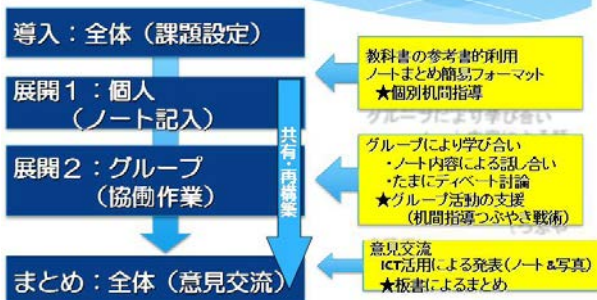 導入：全体（課題設定）
教科書の参考書的利用
ノートまとめ簡易フォーマット
★個別机間指導
展開１：個人
（ノート記入）
共有・再構築
展開２：グループ
（協働作業）
グループにより学び合い
・ノート内容による話し合い
・たまにディベート討論
★グループ活動の支援
（机間指導つぶやき戦術）
まとめ：全体（意見交流）
意見交流
ICT活用による発表（ノート＆写真）
★板書によるまとめ